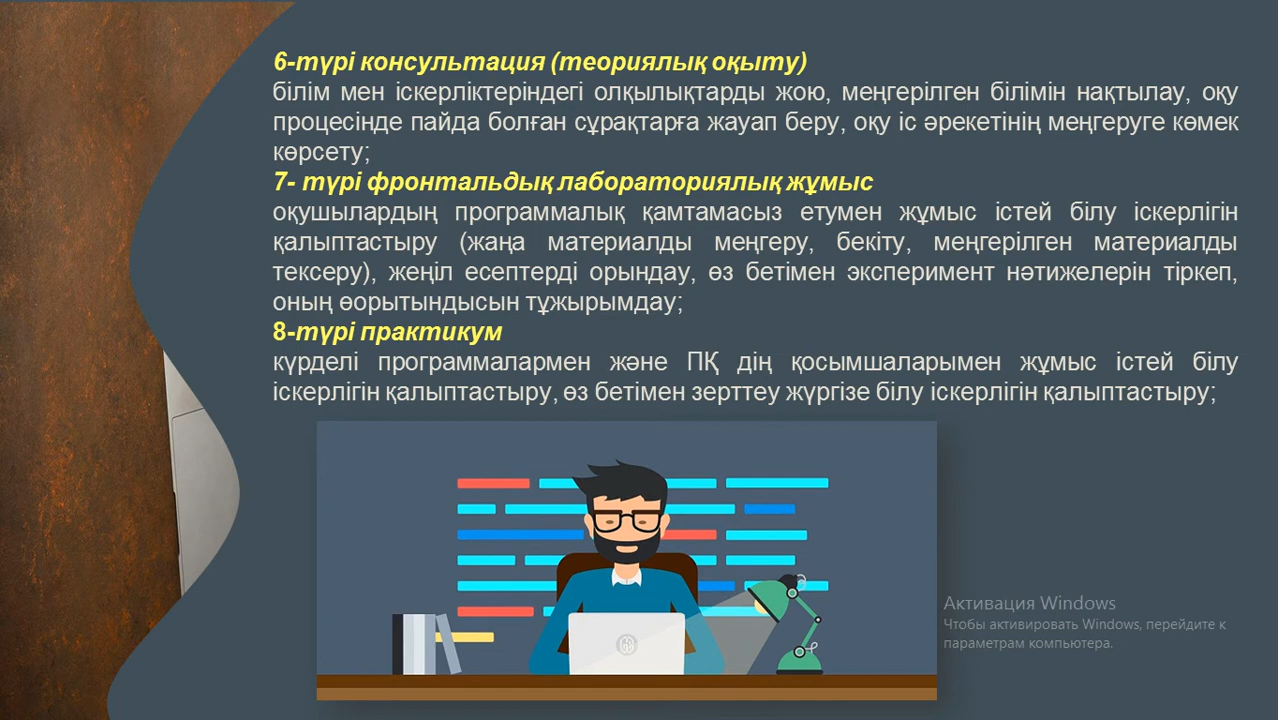 6-түрі консультация (теориялық оқыту)
білім мен іскерліктеріндегі олқылықтарды жою, меңгерілген білімін нақтылау, оқу
процесінде пайда болған сұрақтарға жауап беру, оқу іс әрекетінің меңгеруге көмек
көрсету;
7- түрі фронтальдық лабораториялық жұмыс
оқушылардың программалық қамтамасыз етумен жұмыс істей білу іскерлігін
қалыптастыру (жаңа материалды меңгеру, бекіту, меңгерілген материалды
тексеру), жеңіл есептерді орындау, өз бетімен эксперимент нәтижелерін тіркеп,
оның өорытындысын тұжырымдау;
8-түрі практикум
күрделі программалармен және ПҚ дің қосымшаларымен жұмыс істей білу
іскерлігін қалыптастыру, өз бетімен зерттеу жүргізе білу іскерлігін қалыптастыру;
Активация Windows
Чтобы активировать Windows, перейдите к
параметрам компьютера.